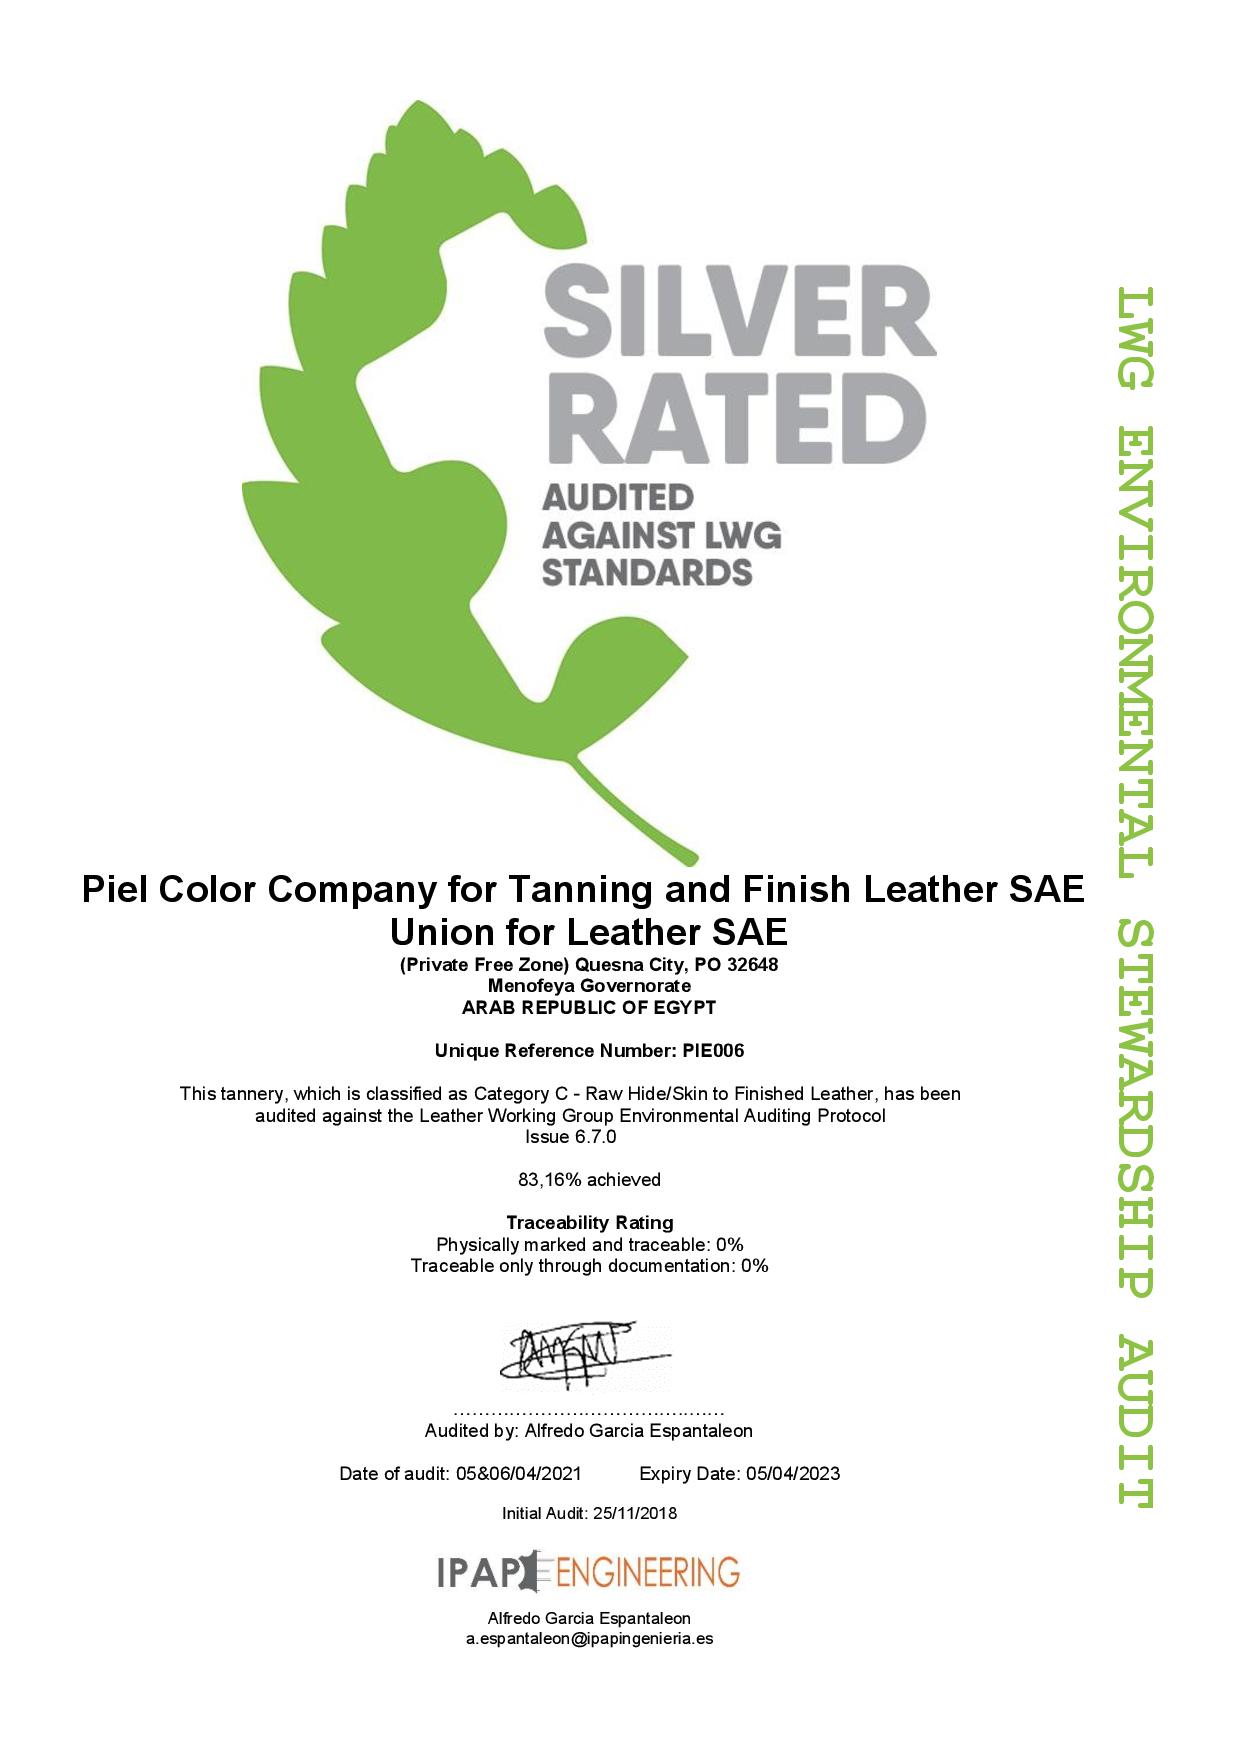 SILVER
RATED
AUDITED
AGAINST LWG
STANDARDS
LWG ENVIRONMENTAL STEWARDSHIP AUDIT
Piel Color Company for Tanning and Finish Leather SAE
Union for Leather SAE
(Private Free Zone) Quesna City, PO 32648
Menofeya Governorate
ARAB REPUBLIC OF EGYPT
Unique Reference Number: PIE006
This tannery, which is classified as Category C - Raw Hide/Skin to Finished Leather, has been
audited against the Leather Working Group Environmental Auditing Protocol
Issue 6.7.0
83,16% achieved
Traceability Rating
Physically marked and traceable: 0%
Traceable only through documentation: 0%
Audited by: Alfredo Garcia Espantaleon
Date of audit: 05&06/04/2021 Expiry Date: 05/04/2023
Initial Audit: 25/11/2018
IPAP ENGINEERING
Alfredo Garcia Espantaleon
a.espantaleon@ipapingenieria.es